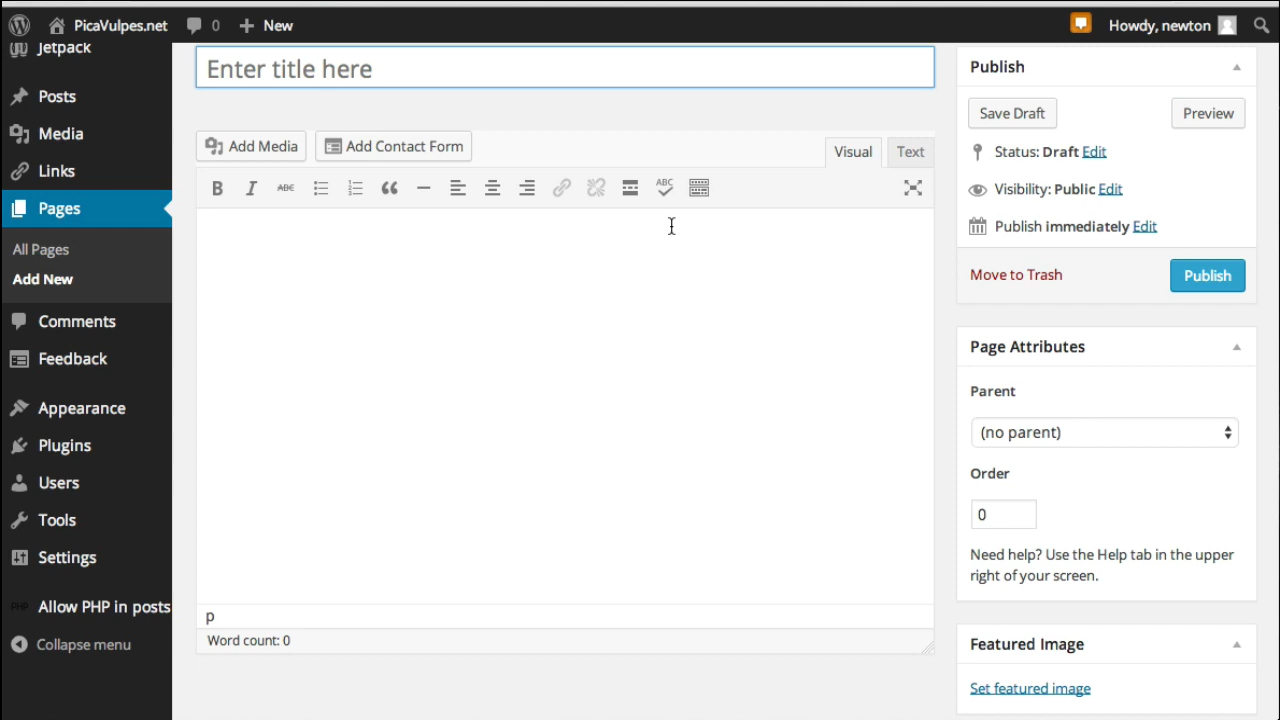 PicaVulpes.net 0 New Howdy, newton
Jetpack
Posts
Media
Links
Pages
All Pages
Add New
Comments
Feedback
Appearance
Plugins
Users
Tools
Settings
PHP Allow PHP in posts
Collapse menu
Enter title here
Add Media Add Contact Form
Visual Text
B I ABC ABC
p
Word count: 0
Publish
Save Draft Preview
Status: Draft Edit
Visibility: Public Edit
Publish immediately Edit
Move to Trash Publish
Page Attributes
Parent
(no parent)
Order
0
Need help? Use the Help tab in the upper
right of your screen.
Featured Image
Set featured image